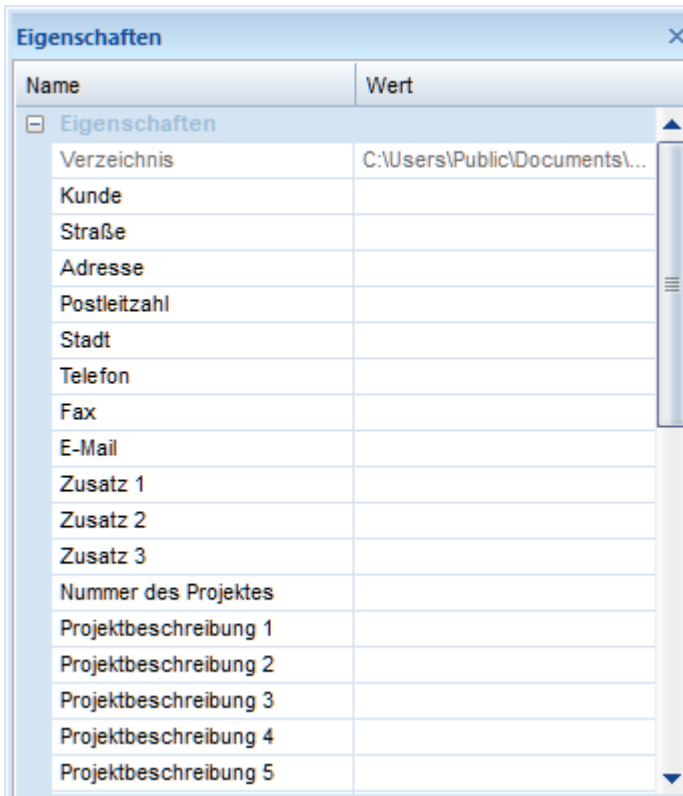 Eigenschaften
Name Wert
Eigenschaften
Verzeichnis C:\Users\Public\Documents\...
Kunde
Straße
Adresse
Postleitzahl
Stadt
Telefon
Fax
E-Mail
Zusatz 1
Zusatz 2
Zusatz 3
Nummer des Projektes
Projektbeschreibung 1
Projektbeschreibung 2
Projektbeschreibung 3
Projektbeschreibung 4
Projektbeschreibung 5